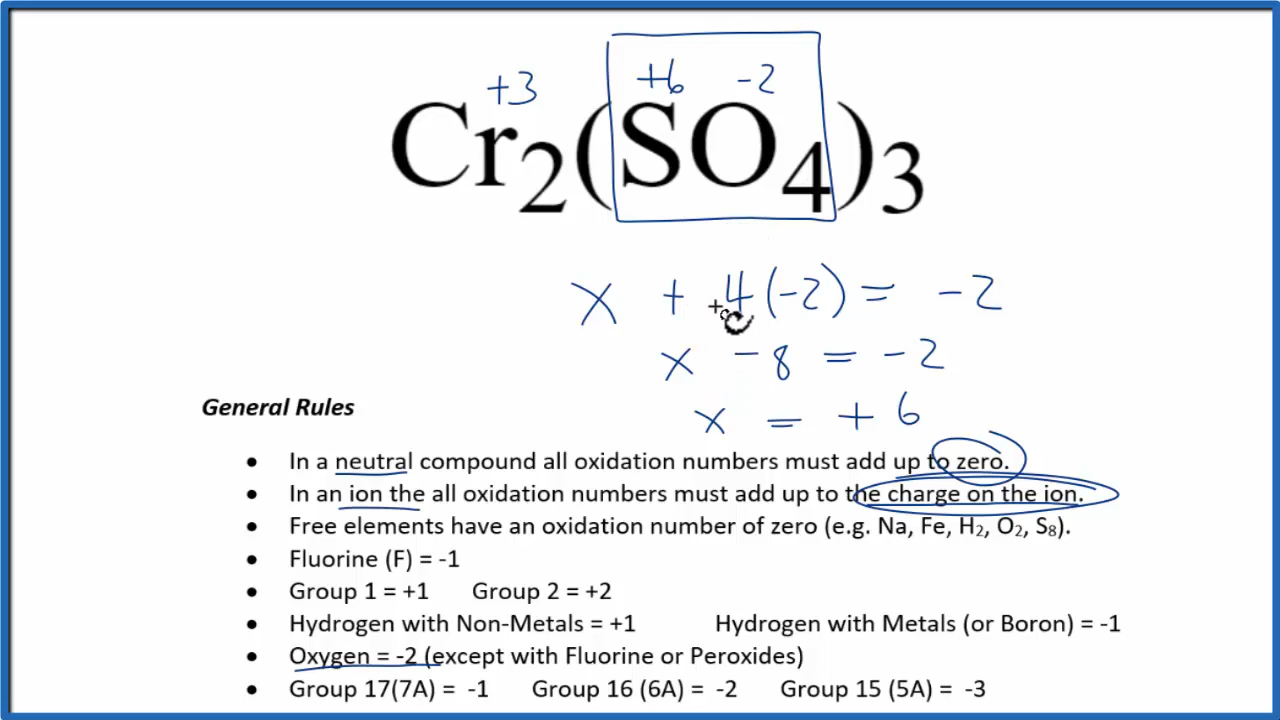 +3 +6 -2
Cr₂(SO₄)₃
x + 4(-2) = -2
x - 8 = -2
x = +6
General Rules
• In a neutral compound all oxidation numbers must add up to zero.
• In an ion the all oxidation numbers must add up to the charge on the ion.
• Free elements have an oxidation number of zero (e.g. Na, Fe, H₂, O₂, S₈).
• Fluorine (F) = -1
• Group 1 = +1 Group 2 = +2
• Hydrogen with Non-Metals = +1 Hydrogen with Metals (or Boron) = -1
• Oxygen = -2 (except with Fluorine or Peroxides)
• Group 17(7A) = -1 Group 16 (6A) = -2 Group 15 (5A) = -3